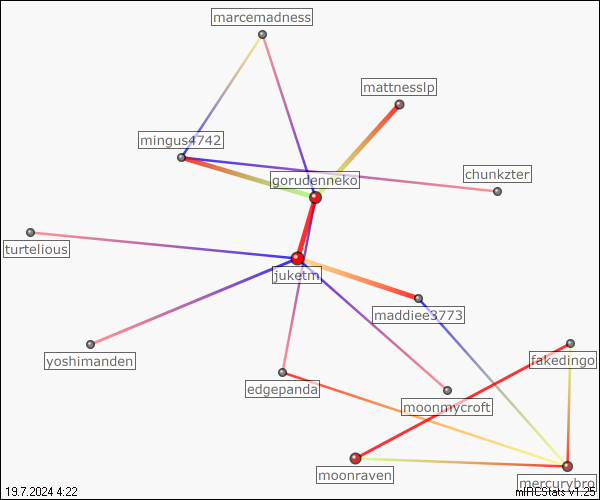 marcemadness
mattnesslp
mingus4742
chunkzter
gorudenneko
turtelious
juketm
maddiee3773
yoshimanden
fakedingo
edgepanda
moonmycroft
moonraven
mercurybro
19.7.2024 4:22
mIRCStats v1.25